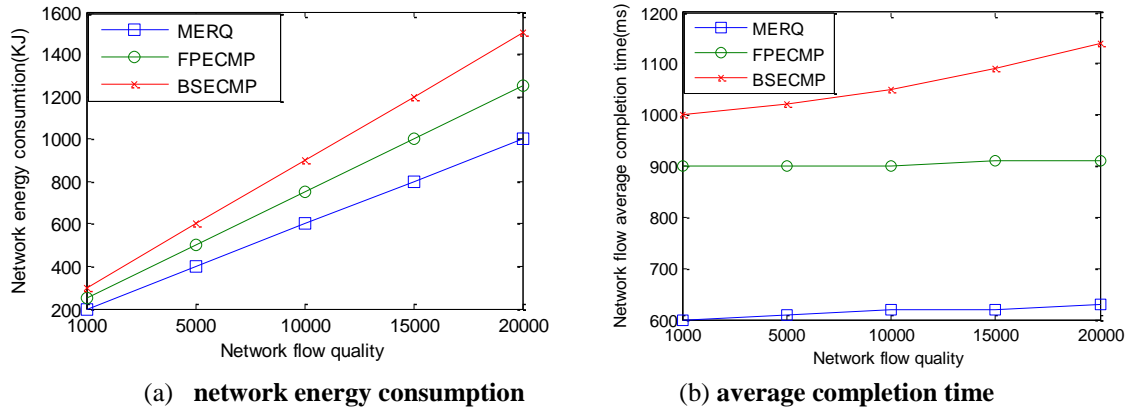 1600
1400
1200
1000
800
600
400
200
1000
5000
10000
15000
20000
Network energy consumtion(KJ)
Network flow quality
MERQ
FPECMP
BSECMP
(a) network energy consumption
1200
1100
1000
900
800
700
600
1000
5000
10000
15000
20000
Network flow average completion time(ms)
Network flow quality
MERQ
FPECMP
BSECMP
(b) average completion time